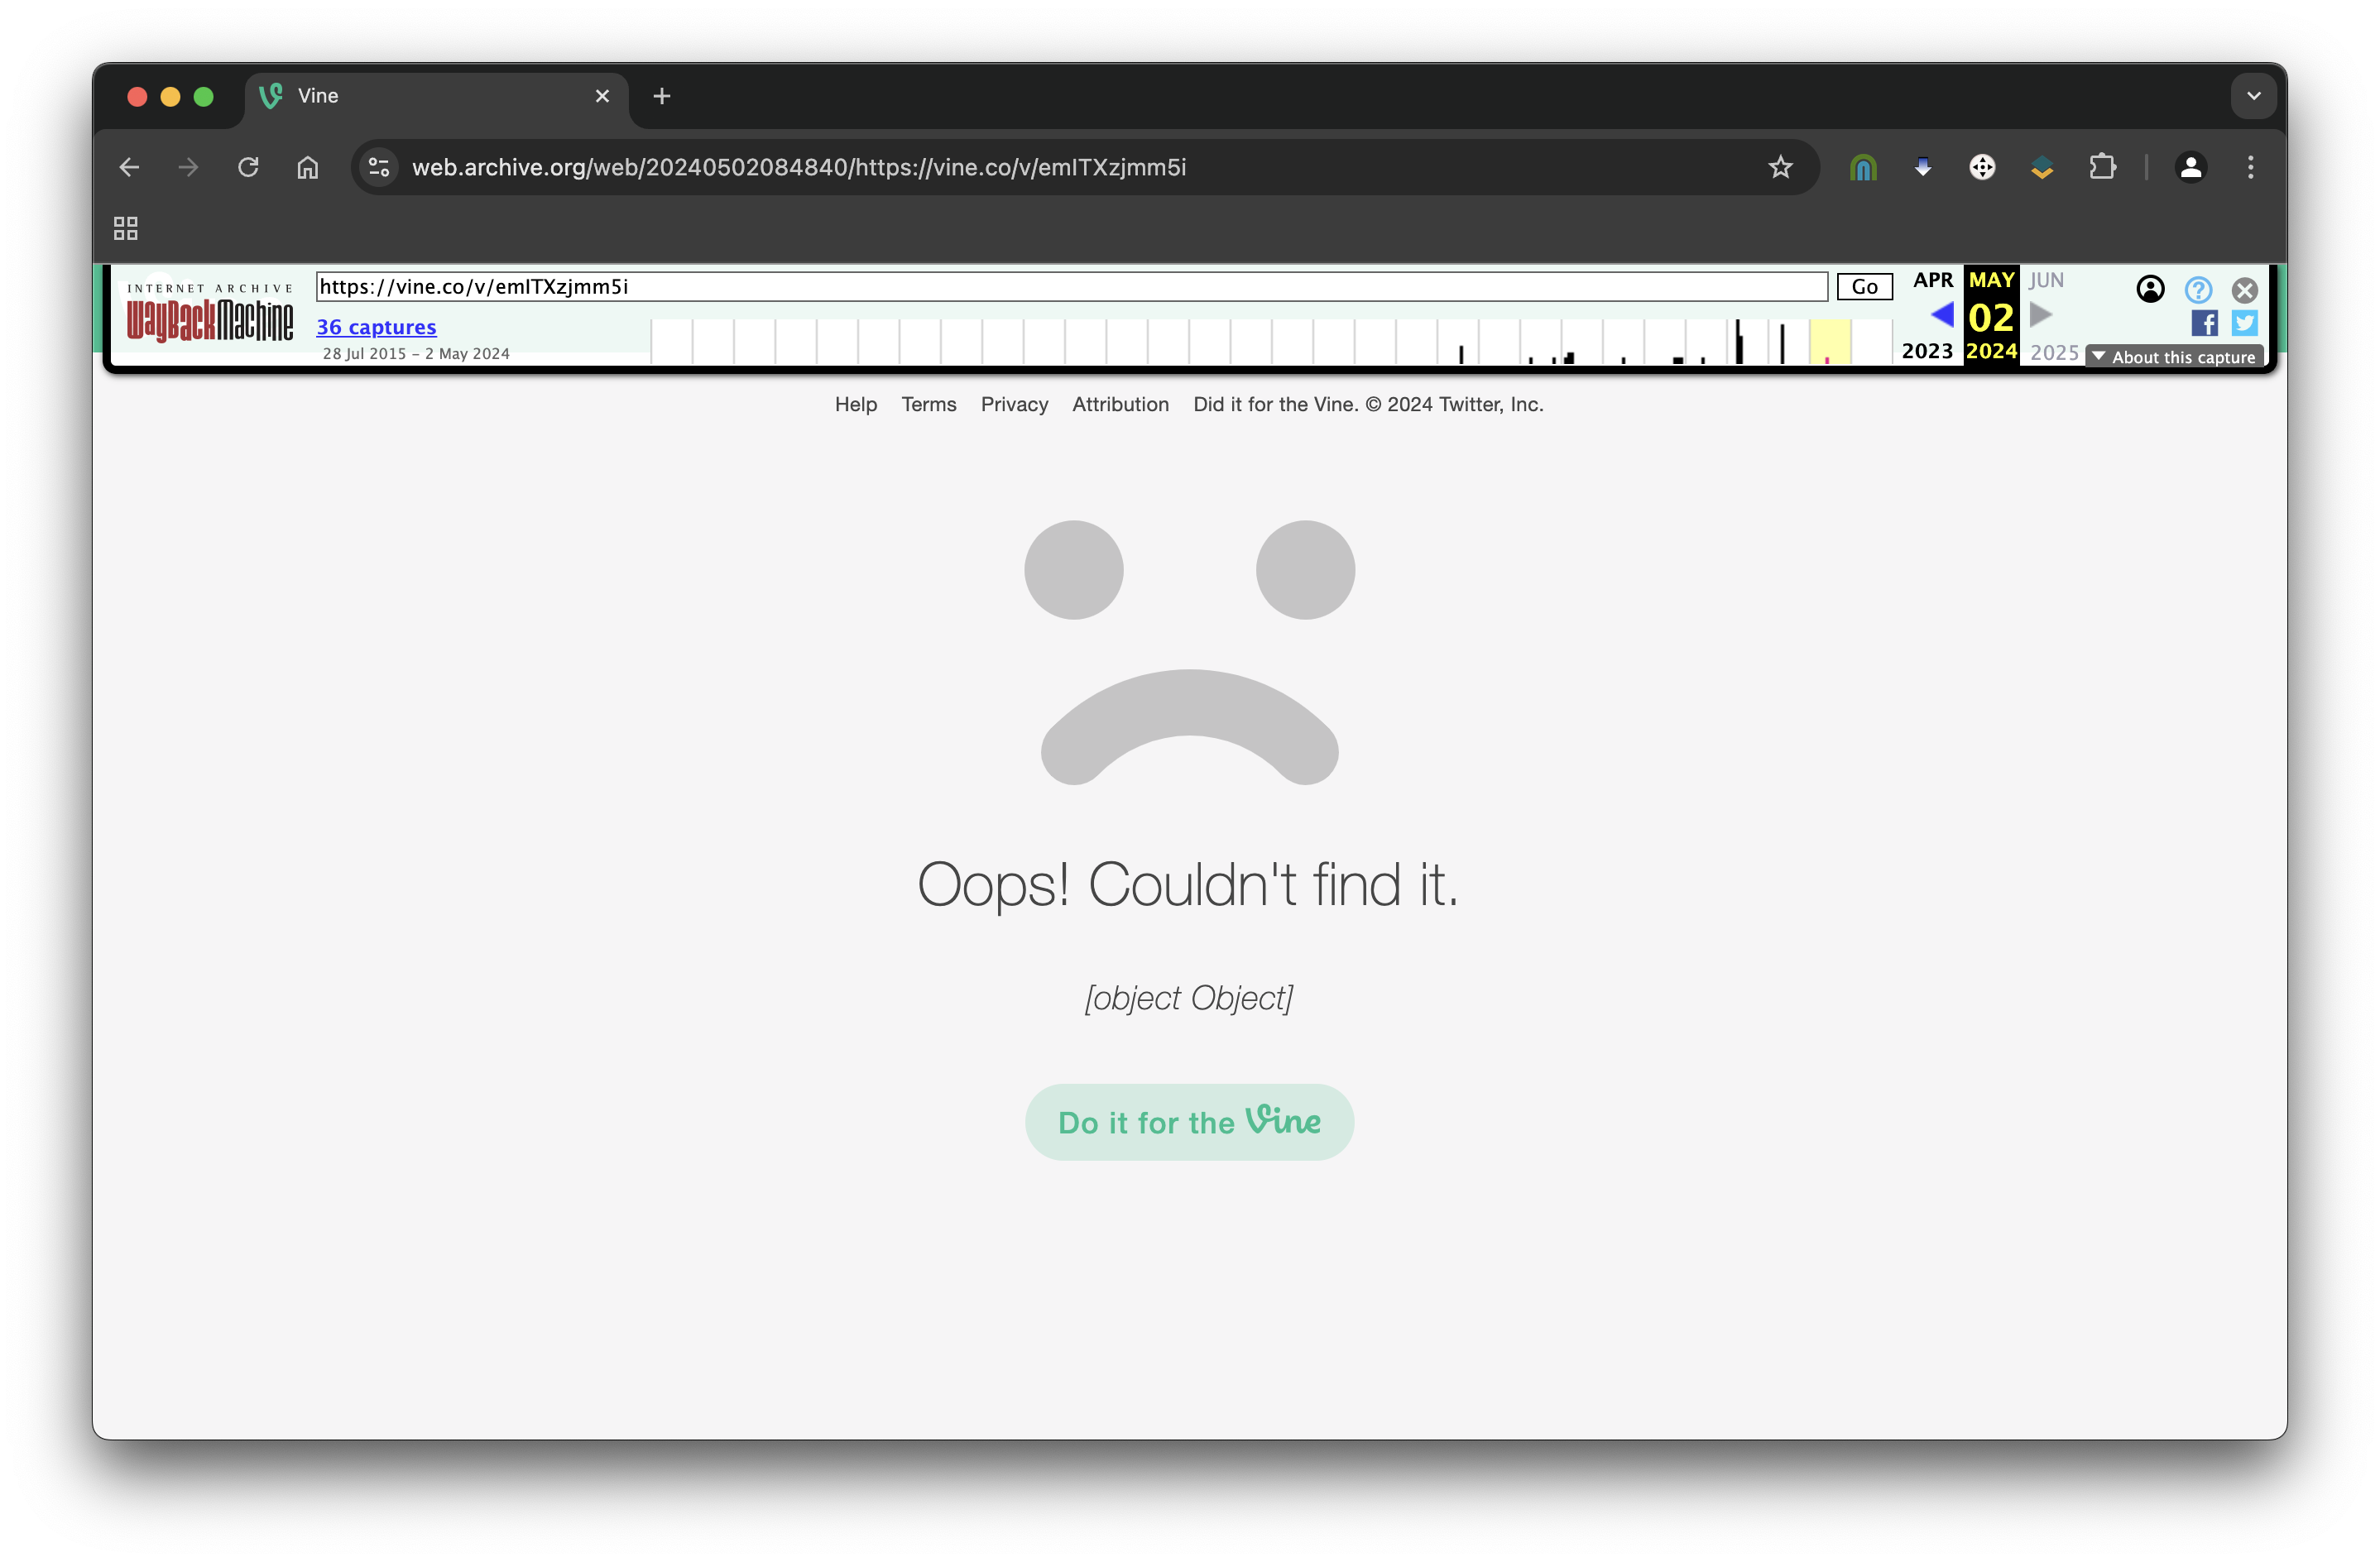 Vine
web.archive.org/web/20240502084840/https://vine.co/v/emITXzjmm5i
INTERNET ARCHIVE
WayBackMachine
https://vine.co/v/emITXzjmm5i
Go
36 captures
28 Jul 2015 – 2 May 2024
APR MAY JUN
02
2023 2024 2025
About this capture
Help Terms Privacy Attribution Did it for the Vine. © 2024 Twitter, Inc.
Oops! Couldn't find it.
[object Object]
Do it for the Vine